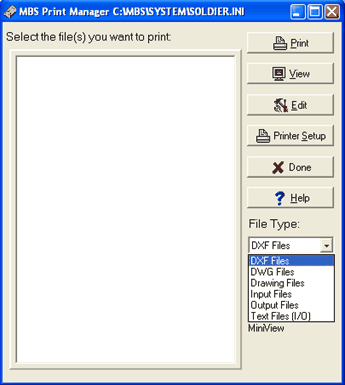 MBS Print Manager C:\MBS\SYSTEM\SOLDIER.INI
Select the file(s) you want to print:
Print
View
Edit
Printer Setup
Done
Help
File Type:
DXF Files
DXF Files
DWG Files
Drawing Files
Input Files
Output Files
Text Files (I/O)
MiniView